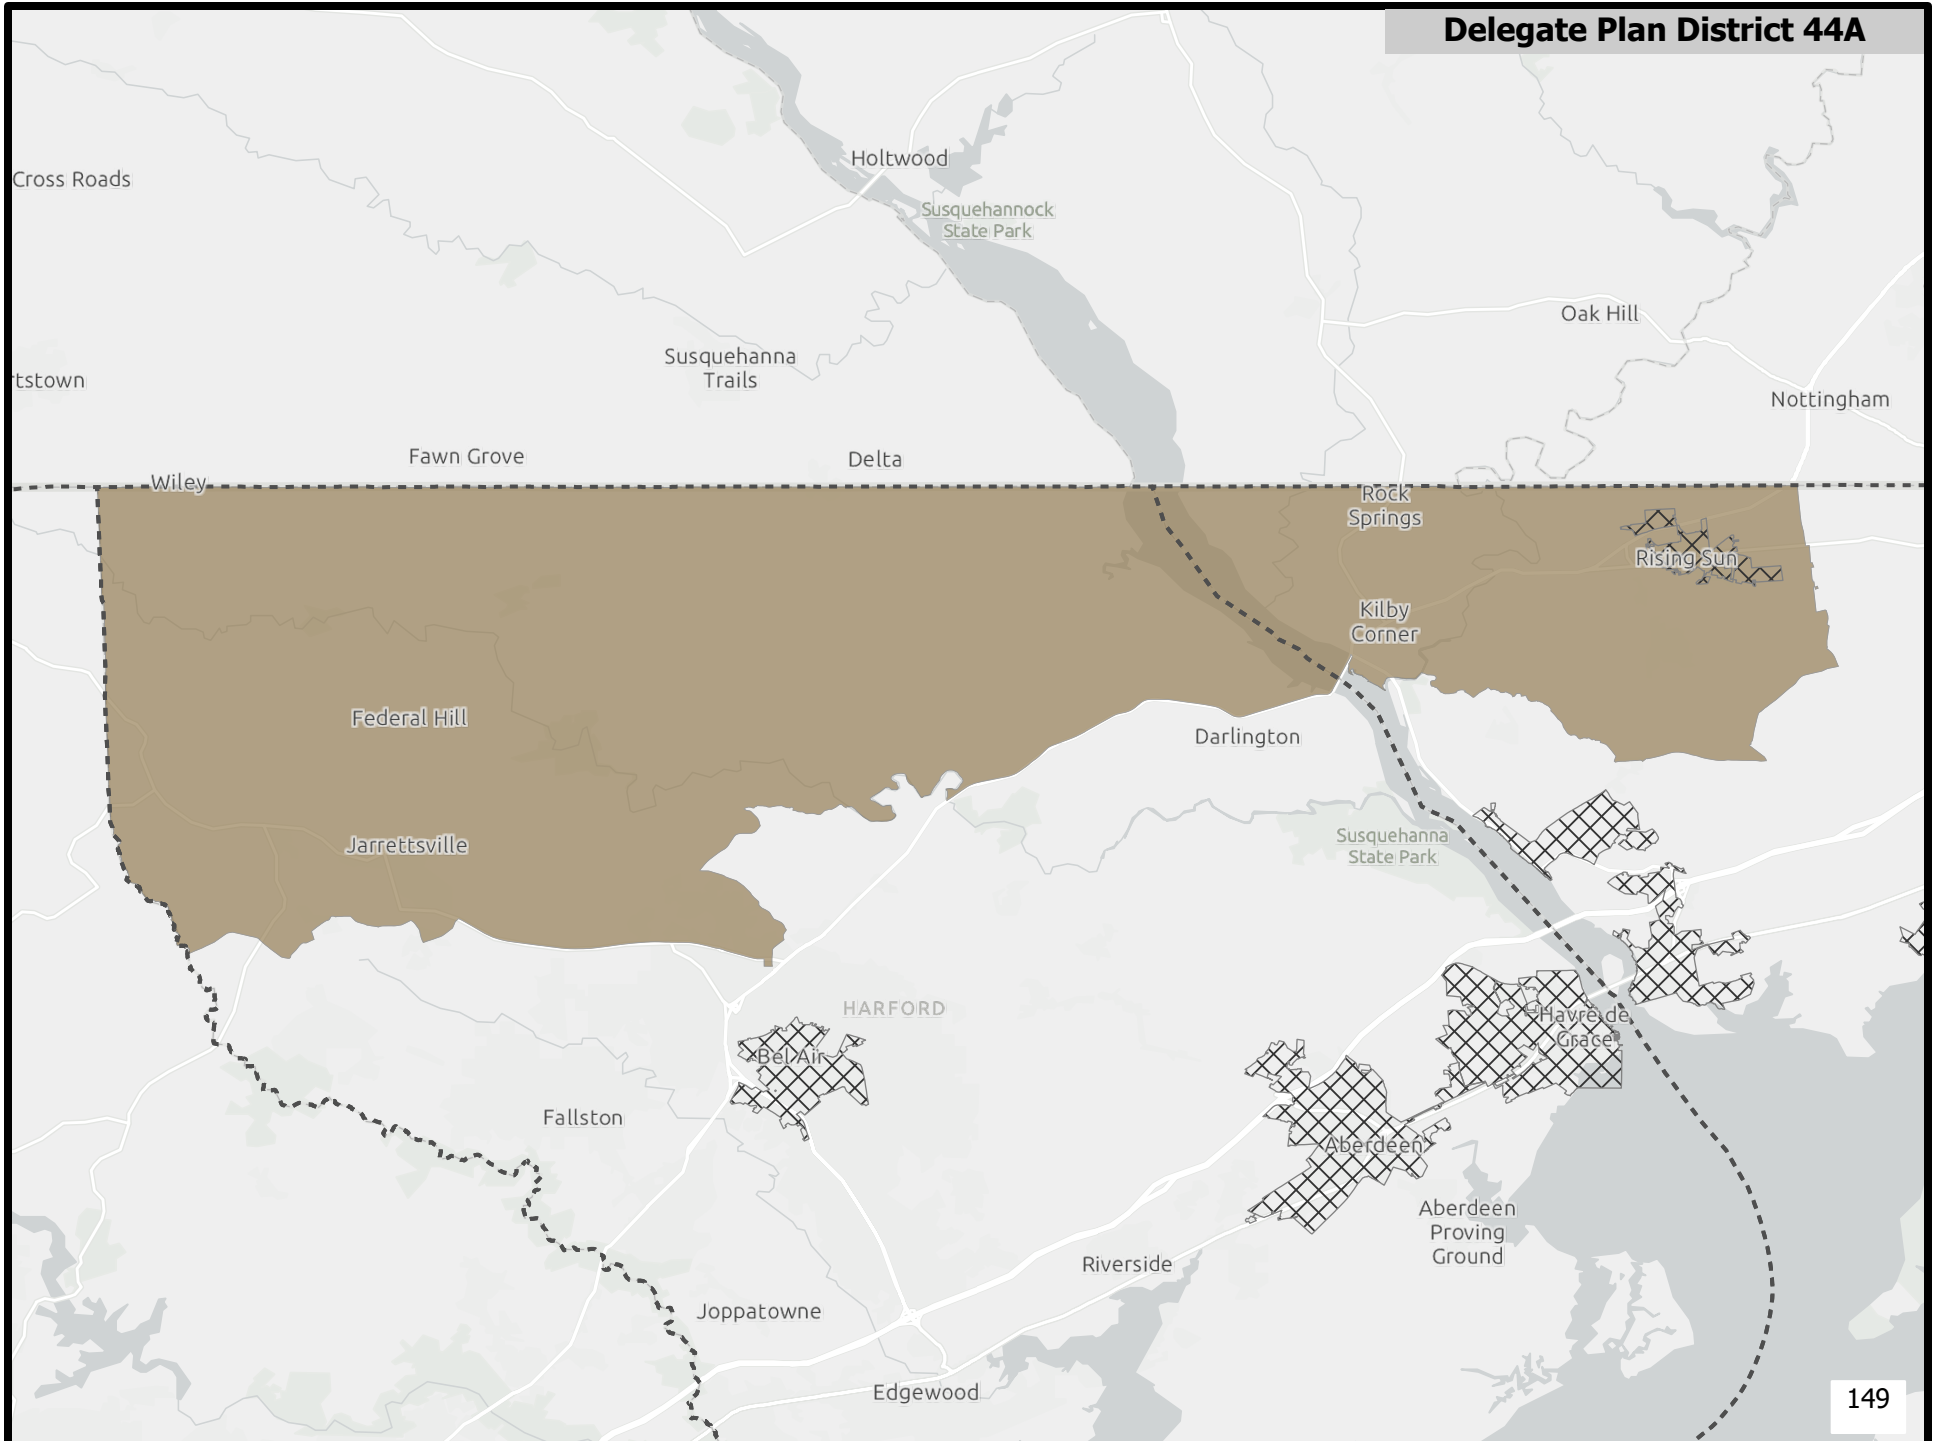 Delegate Plan District 44A
Holtwood
Cross Roads
Susquehannock
State Park
Oak Hill
Susquehanna
Trails
rtstown
Nottingham
Fawn Grove
Delta
Wiley
Rock
Springs
Rising Sun
Kilby
Corner
Federal Hill
Darlington
Susquehanna
State Park
Jarrettsville
HARFORD
Havre de
Grace
Bel Air
Fallston
Aberdeen
Aberdeen
Proving
Ground
Riverside
Joppatowne
Edgewood
149